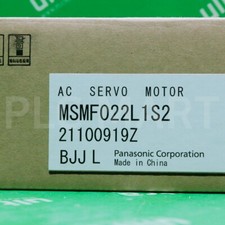 AC SERVO MOTOR
MSMF022L1S2
21100919Z
BJJ L Panasonic Corporation
Made in China